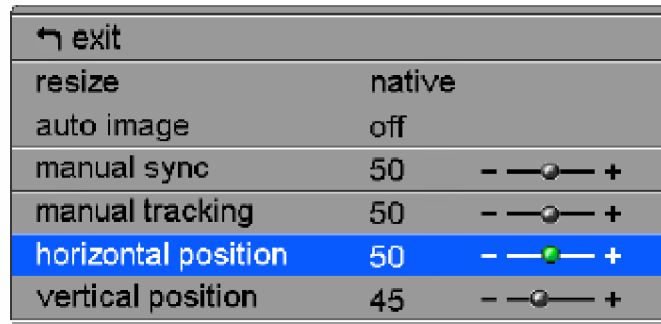 exit
resize native
auto image off
manual sync 50 - +
manual tracking 50 - +
horizontal position 50 - +
vertical position 45 - +